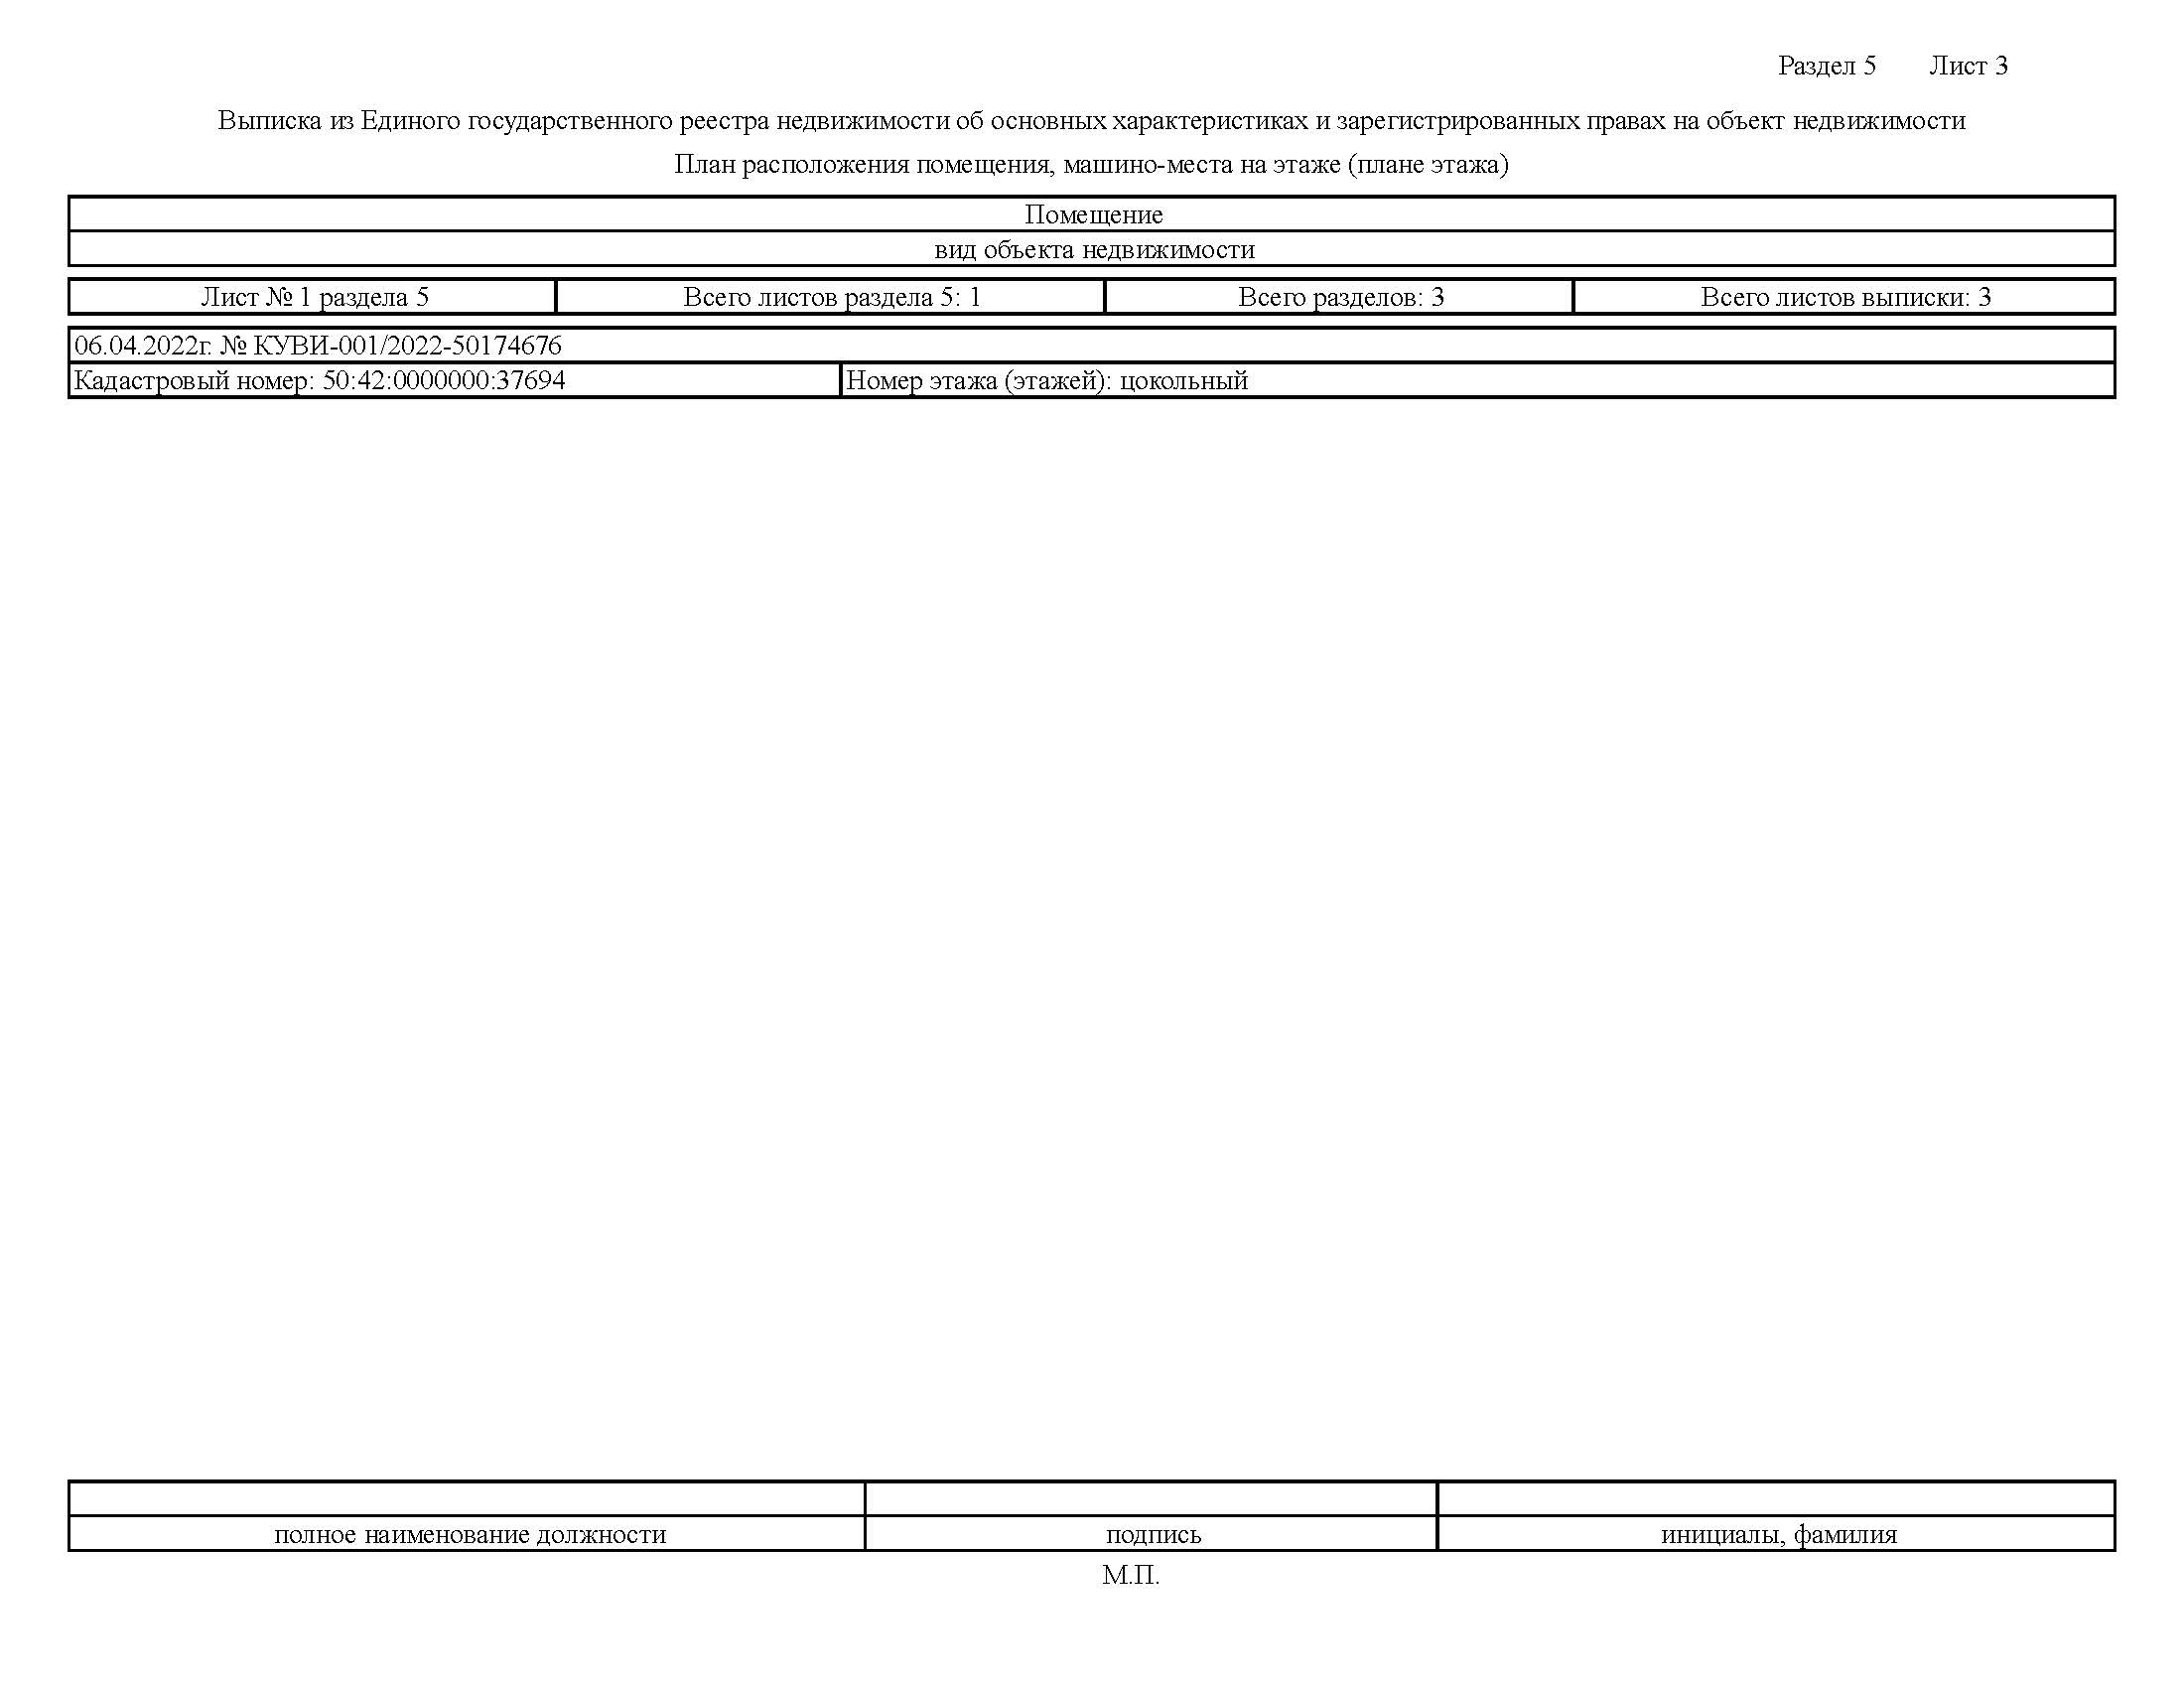 Раздел 5 Лист 3
Выписка из Единого государственного реестра недвижимости об основных характеристиках и зарегистрированных правах на объект недвижимости
План расположения помещения, машино-места на этаже (плане этажа)
Помещение
вид объекта недвижимости
Лист № 1 раздела 5 Всего листов раздела 5: 1 Всего разделов: 3 Всего листов выписки: 3
06.04.2022г. № КУВИ-001/2022-50174676
Кадастровый номер: 50:42:0000000:37694 Номер этажа (этажей): цокольный
полное наименование должности подпись инициалы, фамилия
М.П.